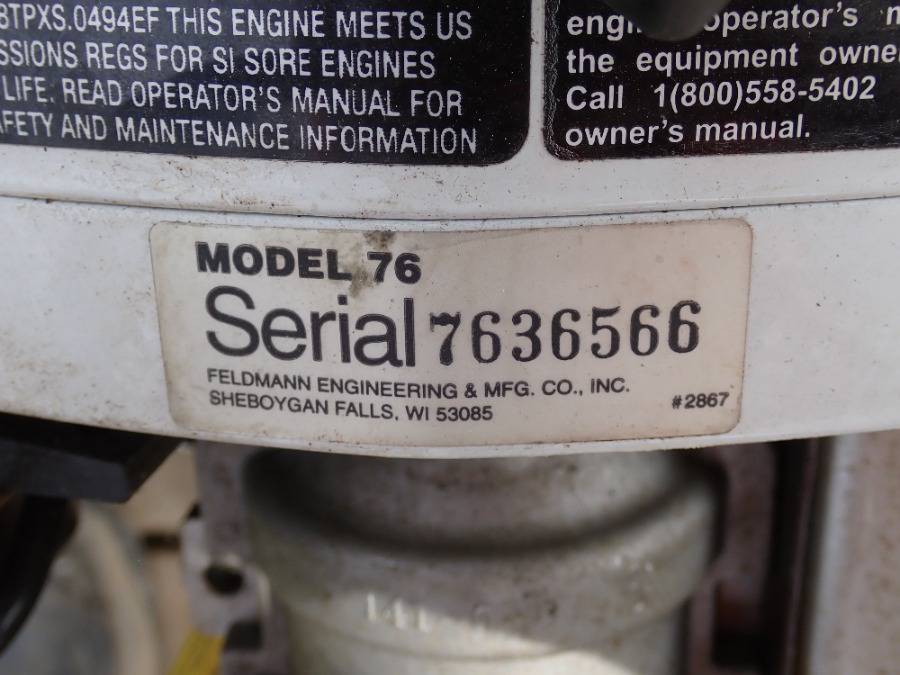 8TPXS.0494EF THIS ENGINE MEETS US
SSIONS REGS FOR SI SORE ENGINES
LIFE. READ OPERATOR'S MANUAL FOR
AFETY AND MAINTENANCE INFORMATION
operator's
the equipment owne
Call 1(800)558-5402
owner's manual.
MODEL 76
Serial 7636566
FELDMANN ENGINEERING & MFG. CO., INC.
SHEBOYGAN FALLS, WI 53085
#2867